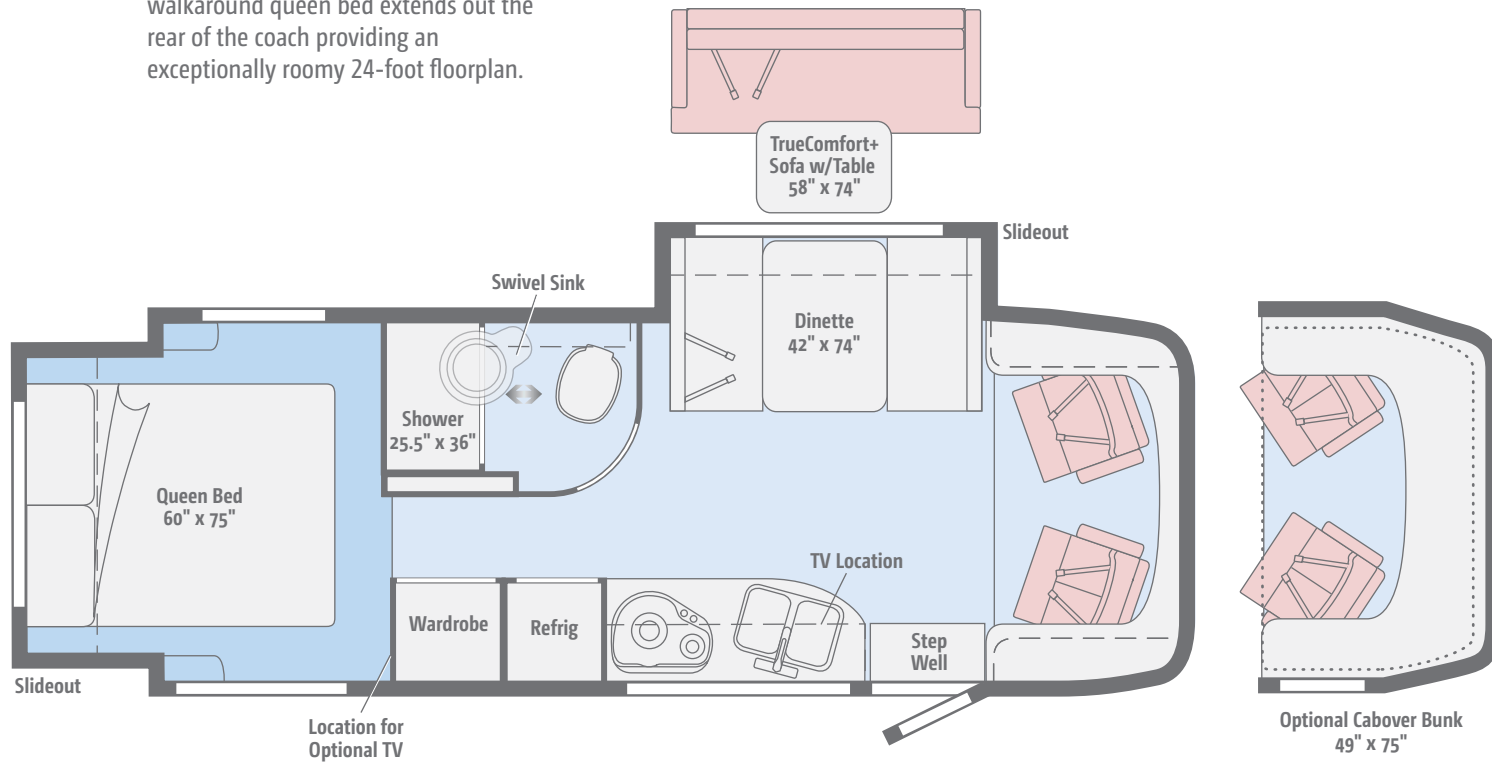 walkaround queen bed extends out the
rear of the coach providing an
exceptionally roomy 24-foot floorplan.
TrueComfort+
Sofa w/Table
58" x 74"
Slideout
Swivel Sink
Dinette
42" x 74"
Shower
25.5" x 36"
Queen Bed
60" x 75"
TV Location
Wardrobe
Refrig
Step
Well
Slideout
Location for
Optional TV
Optional Cabover Bunk
49" x 75"